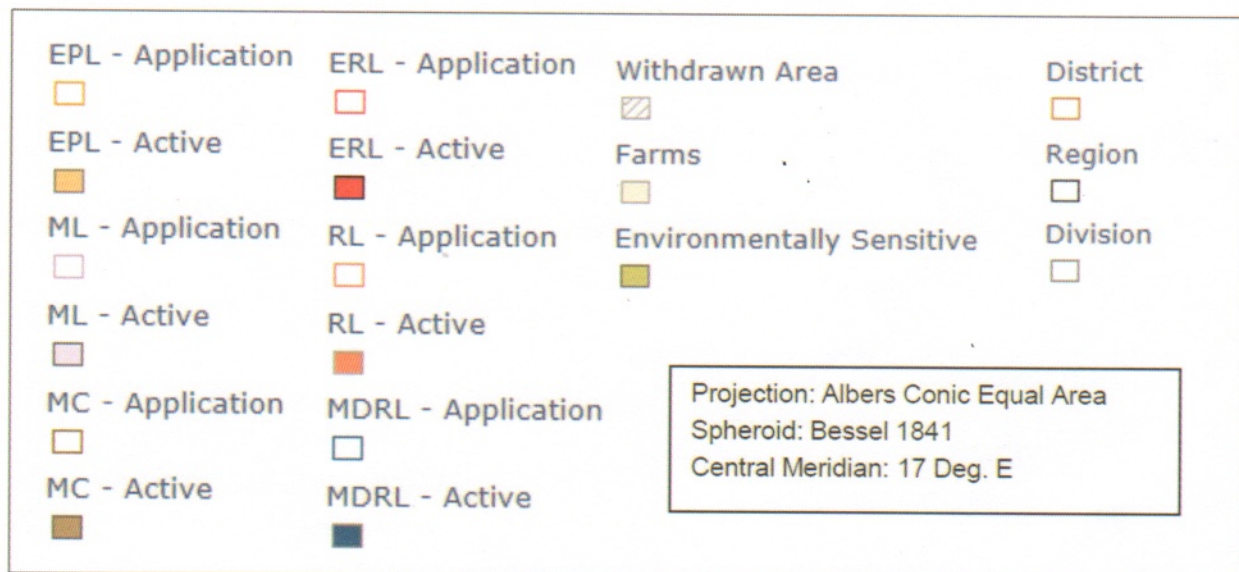 EPL - Application
EPL - Active
ML - Application
ML - Active
MC - Application
MC - Active
ERL - Application
ERL - Active
RL - Application
RL - Active
MDRL - Application
MDRL - Active
Withdrawn Area
Farms
Environmentally Sensitive
District
Region
Division
Projection: Albers Conic Equal Area
Spheroid: Bessel 1841
Central Meridian: 17 Deg. E